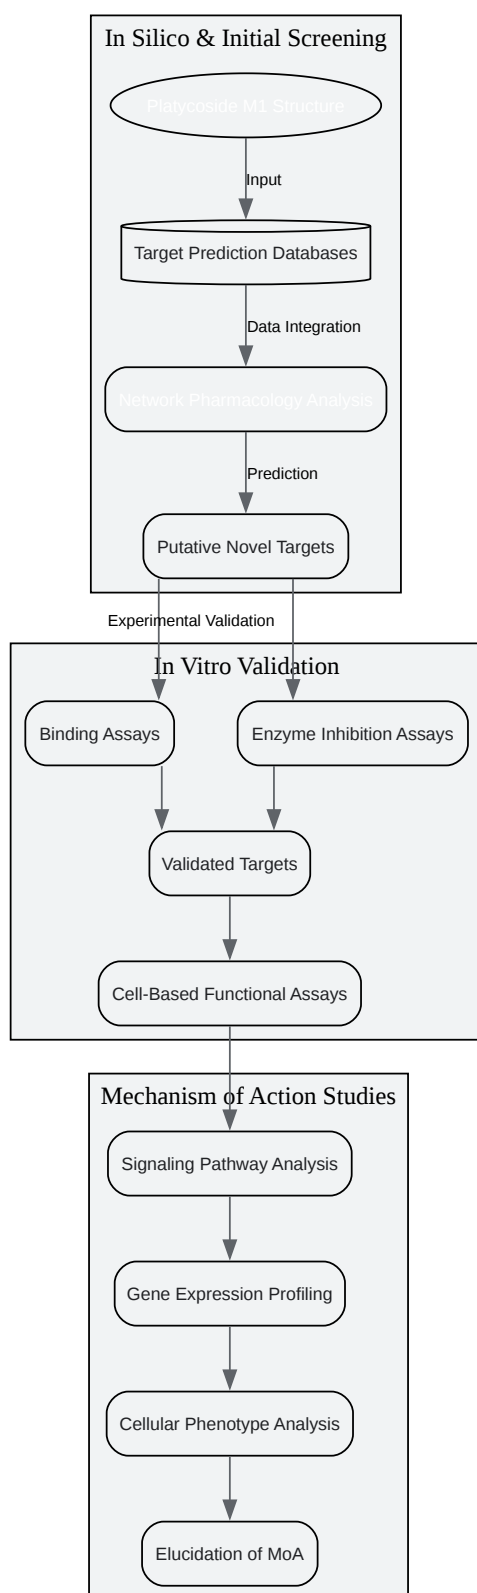 In Silico & Initial Screening
Platycoside M1 Structure
Input
Target Prediction Databases
Data Integration
Network Pharmacology Analysis
Prediction
Putative Novel Targets
Experimental Validation
In Vitro Validation
Binding Assays
Enzyme Inhibition Assays
Validated Targets
Cell-Based Functional Assays
Mechanism of Action Studies
Signaling Pathway Analysis
Gene Expression Profiling
Cellular Phenotype Analysis
Elucidation of MoA